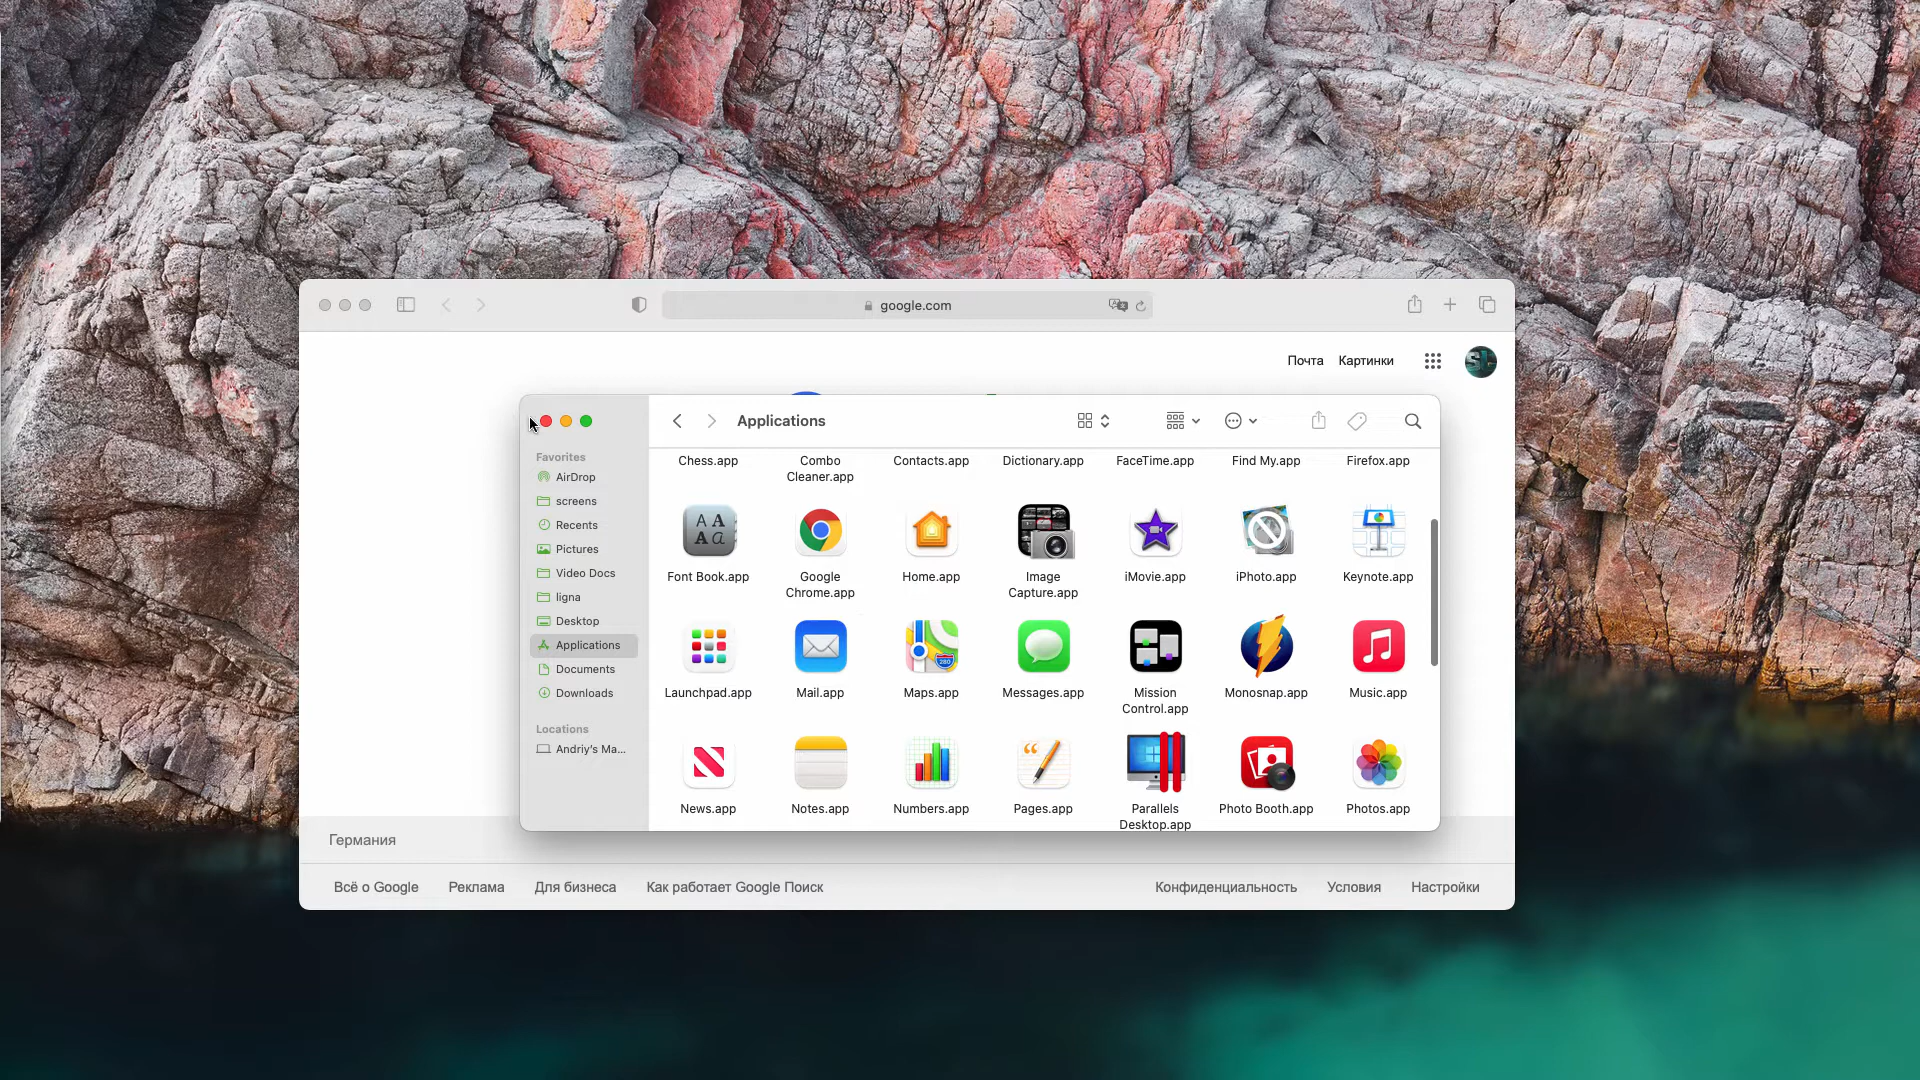 google.com
Почта Картинки
Applications
Favorites
AirDrop
screens
Recents
Pictures
Video Docs
ligna
Desktop
Applications
Documents
Downloads
Locations
Andriy's Ma...
Chess.app
Combo
Cleaner.app
Contacts.app
Dictionary.app
FaceTime.app
Find My.app
Firefox.app
Font Book.app
Google
Chrome.app
Home.app
Image
Capture.app
iMovie.app
iPhoto.app
Keynote.app
Launchpad.app
Mail.app
Maps.app
Messages.app
Mission
Control.app
Monosnap.app
Music.app
News.app
Notes.app
Numbers.app
Pages.app
Parallels
Desktop.app
Photo Booth.app
Photos.app
Германия
Всё о Google Реклама Для бизнеса Как работает Google Поиск
Конфиденциальность Условия Настройки